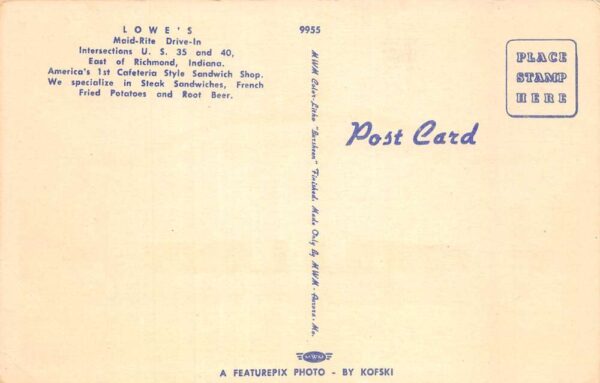 LOWE'S
Maid-Rite Drive-In
Intersections U. S. 35 and 40,
East of Richmond, Indiana.
America's 1st Cafeteria Style Sandwich Shop.
We specialize in Steak Sandwiches, French
Fried Potatoes and Root Beer.
9955
MWM Color-Litho "Dorsheen" Finished. Made Only By MWM - Aurora - Mo.
Post Card
PLACE
STAMP
HERE
MWM
A FEATUREPIX PHOTO - BY KOFSKI